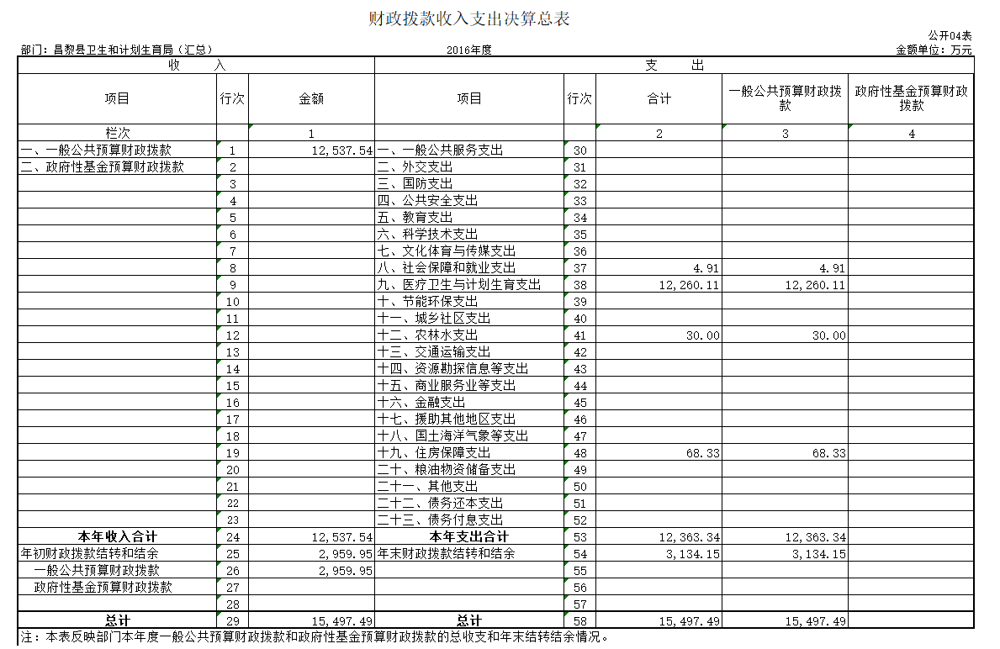 财政拨款收入支出决算总表
公开04表
部门：昌黎县卫生和计划生育局（汇总） 2016年度 金额单位：万元
收 入 支 出
项目 行次 金额 项目 行次 合计 一般公共预算财政拨款 政府性基金预算财政拨款
栏次 1 2 3 4
一、一般公共预算财政拨款 1 12,537.54 一、一般公共服务支出 30
二、政府性基金预算财政拨款 2 二、外交支出 31
3 三、国防支出 32
4 四、公共安全支出 33
5 五、教育支出 34
6 六、科学技术支出 35
7 七、文化体育与传媒支出 36
8 八、社会保障和就业支出 37 4.91 4.91
9 九、医疗卫生与计划生育支出 38 12,260.11 12,260.11
10 十、节能环保支出 39
11 十一、城乡社区支出 40
12 十二、农林水支出 41 30.00 30.00
13 十三、交通运输支出 42
14 十四、资源勘探信息等支出 43
15 十五、商业服务业等支出 44
16 十六、金融支出 45
17 十七、援助其他地区支出 46
18 十八、国土海洋气象等支出 47
19 十九、住房保障支出 48 68.33 68.33
20 二十、粮油物资储备支出 49
21 二十一、其他支出 50
22 二十二、债务还本支出 51
23 二十三、债务付息支出 52
本年收入合计 24 12,537.54 本年支出合计 53 12,363.34 12,363.34
年初财政拨款结转和结余 25 2,959.95 年末财政拨款结转和结余 54 3,134.15 3,134.15
一般公共预算财政拨款 26 2,959.95 55
政府性基金预算财政拨款 27 56
28 57
总计 29 15,497.49 总计 58 15,497.49 15,497.49
注：本表反映部门本年度一般公共预算财政拨款和政府性基金预算财政拨款的总收支和年末结转结余情况。